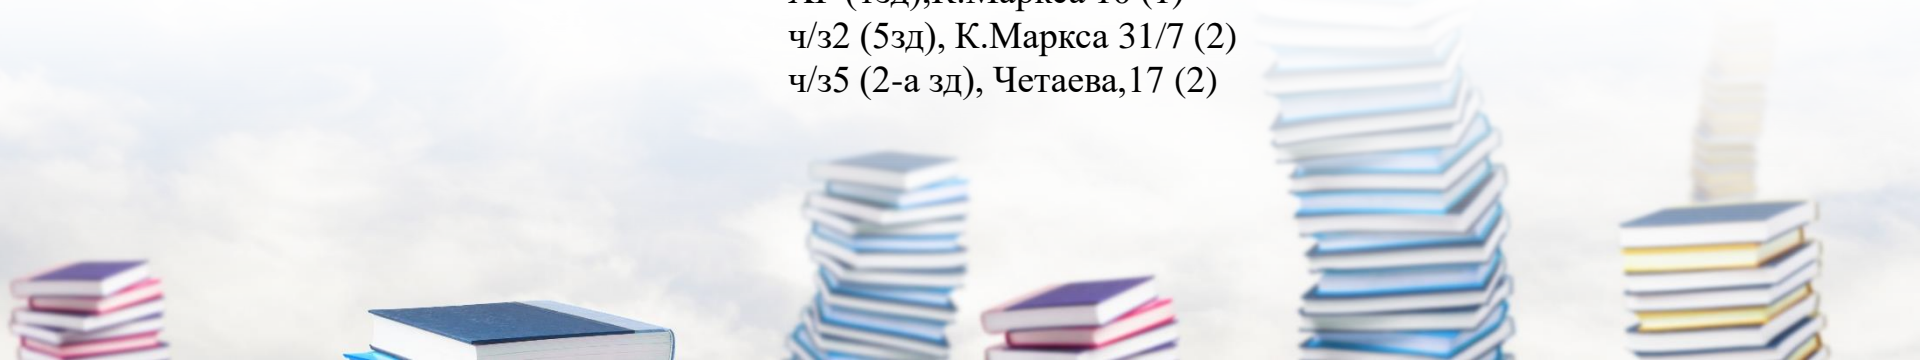 ч/з2 (5зд), К.Маркса 31/7 (2)
ч/з5 (2-а зд), Четаева,17 (2)